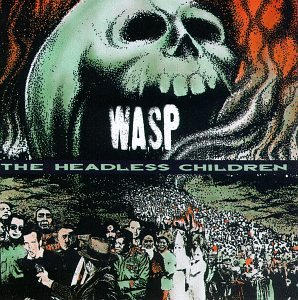 WASP
THE HEADLESS CHILDREN